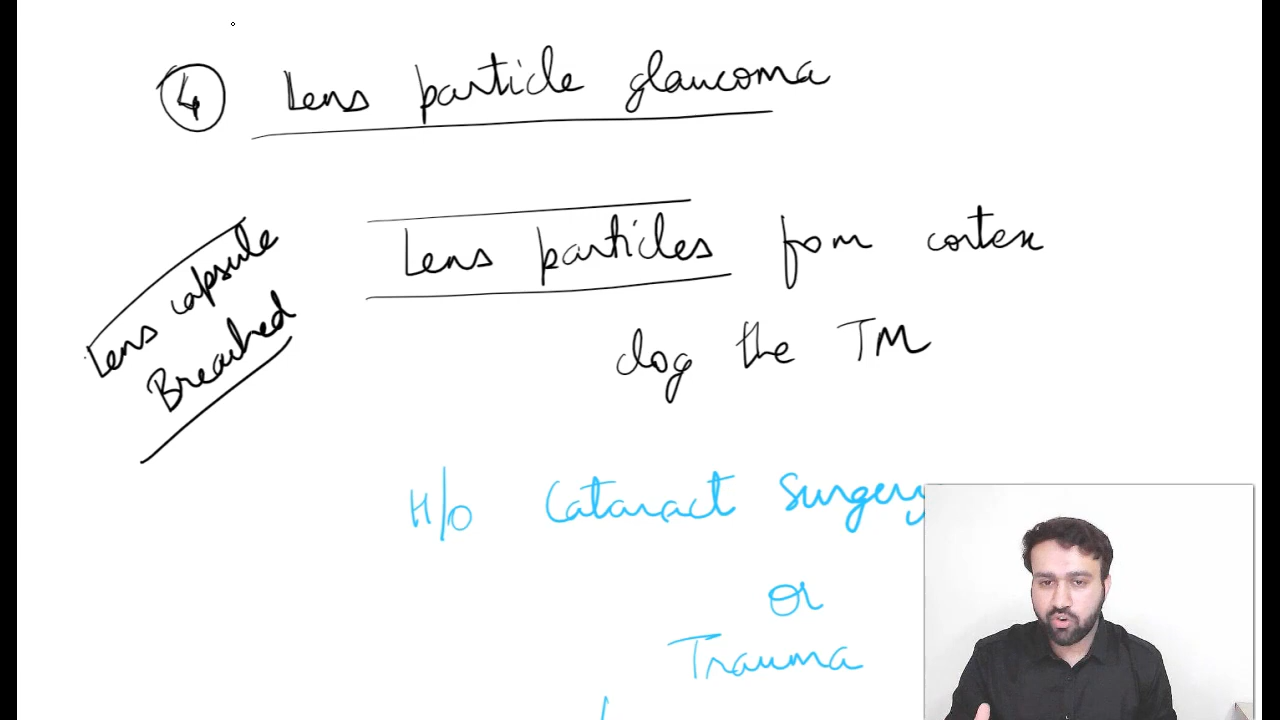 4 Lens particle glaucoma
Lens capsule
Breached
Lens particles from cortex
clog the TM
H/O Cataract Surgery
or
Trauma